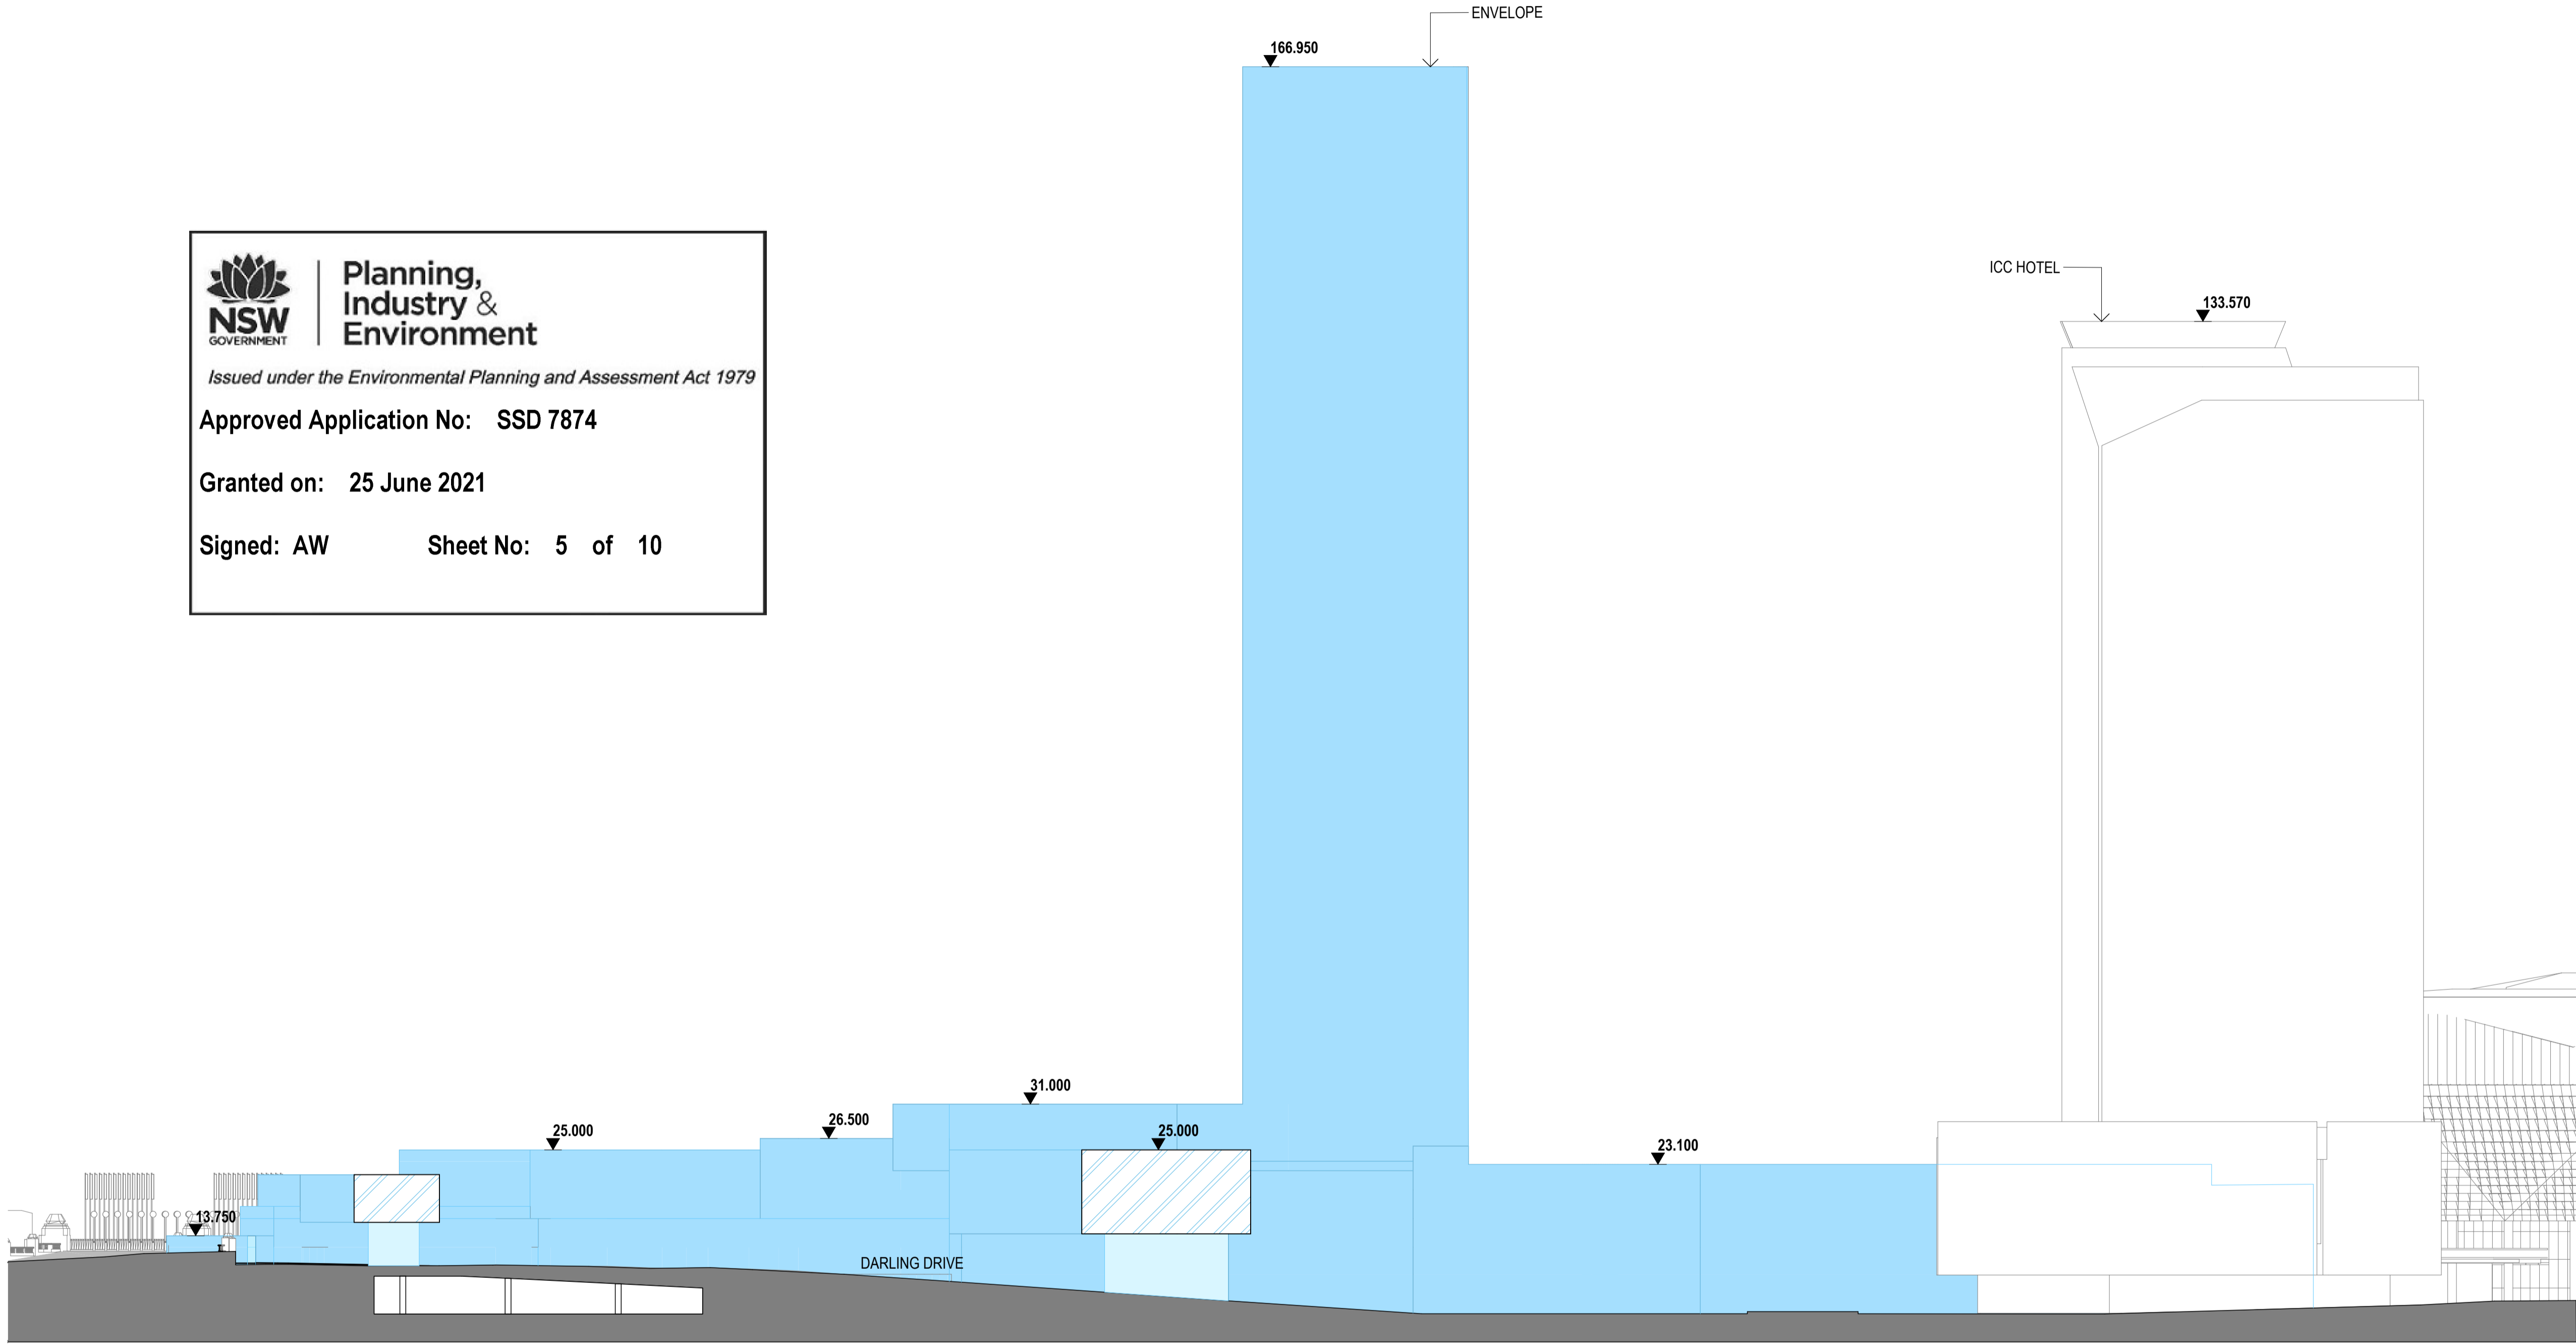 ENVELOPE
166.950
NSW
GOVERNMENT
Planning,
Industry &
Environment
Issued under the Environmental Planning and Assessment Act 1979
Approved Application No: SSD 7874
Granted on: 25 June 2021
Signed: AW Sheet No: 5 of 10
ICC HOTEL
133.570
31.000
26.500
25.000
25.000
23.100
13.750
DARLING DRIVE